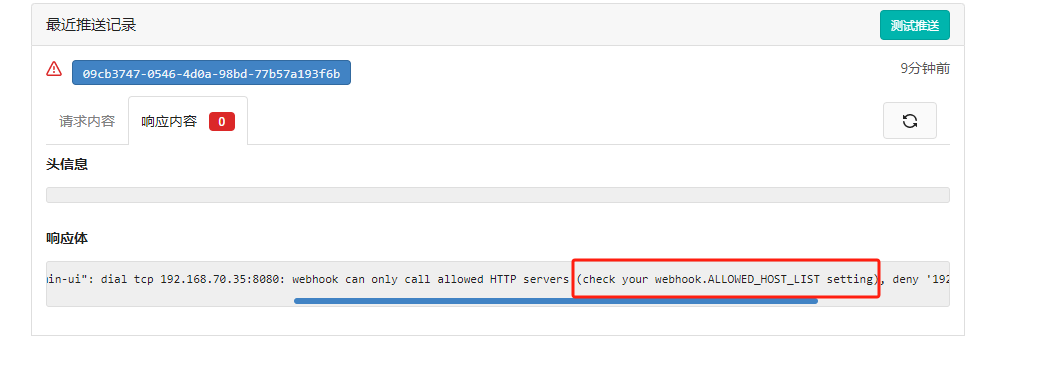 最近推送记录
测试推送
09cb3747-0546-4d0a-98bd-77b57a193f6b
9分钟前
请求内容
响应内容 0
头信息
响应体
in-ui": dial tcp 192.168.70.35:8080: webhook can only call allowed HTTP servers (check your webhook.ALLOWED_HOST_LIST setting), deny '192